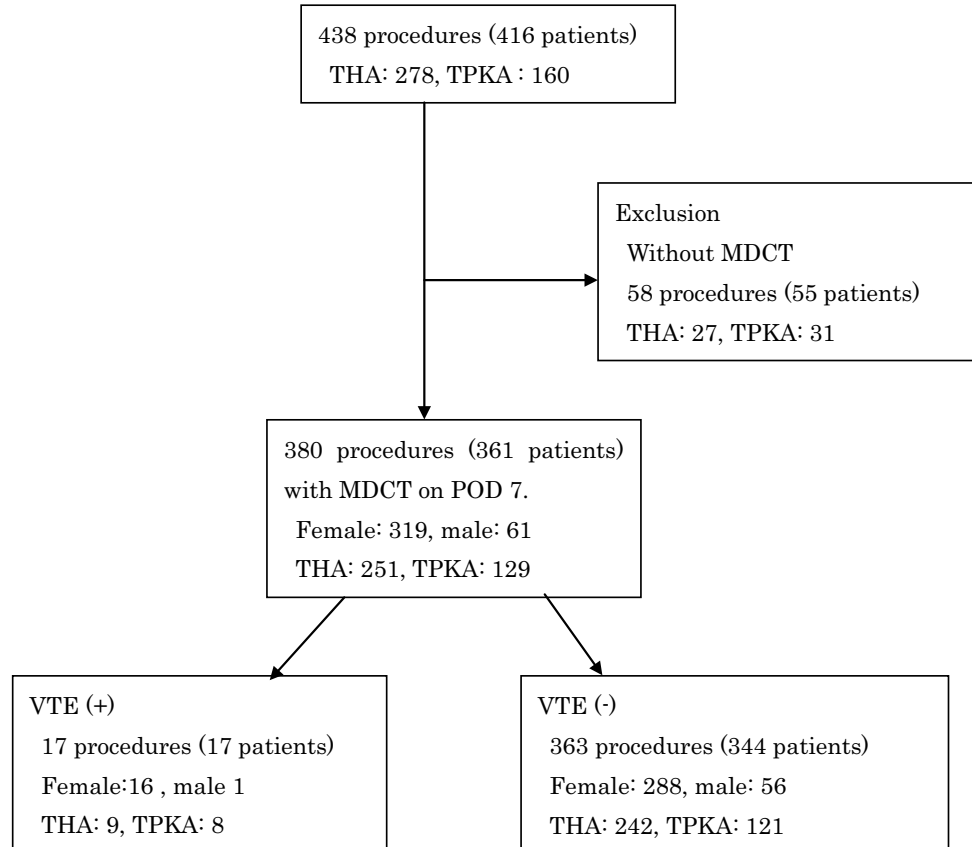 438 procedures (416 patients)
THA: 278, TPKA : 160
Exclusion
Without MDCT
58 procedures (55 patients)
THA: 27, TPKA: 31
380 procedures (361 patients)
with MDCT on POD 7.
Female: 319, male: 61
THA: 251, TPKA: 129
VTE (+)
17 procedures (17 patients)
Female:16 , male 1
THA: 9, TPKA: 8
VTE (-)
363 procedures (344 patients)
Female: 288, male: 56
THA: 242, TPKA: 121